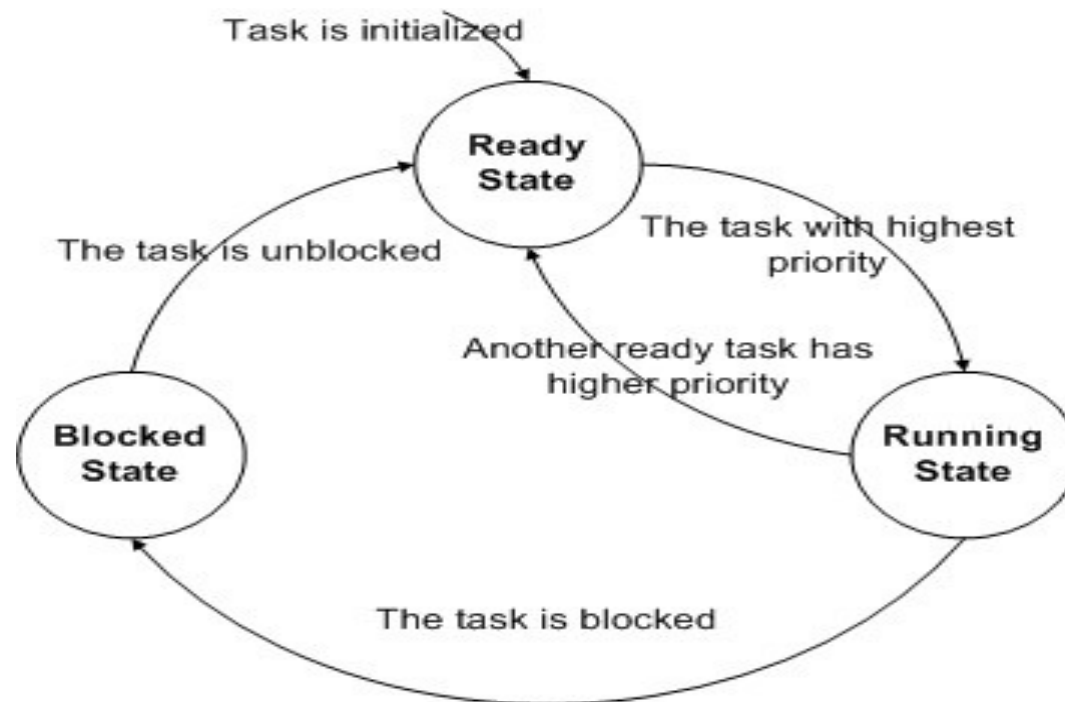 Task is initialized
Ready
State
The task is unblocked
The task with highest
priority
Another ready task has
higher priority
Blocked
State
Running
State
The task is blocked